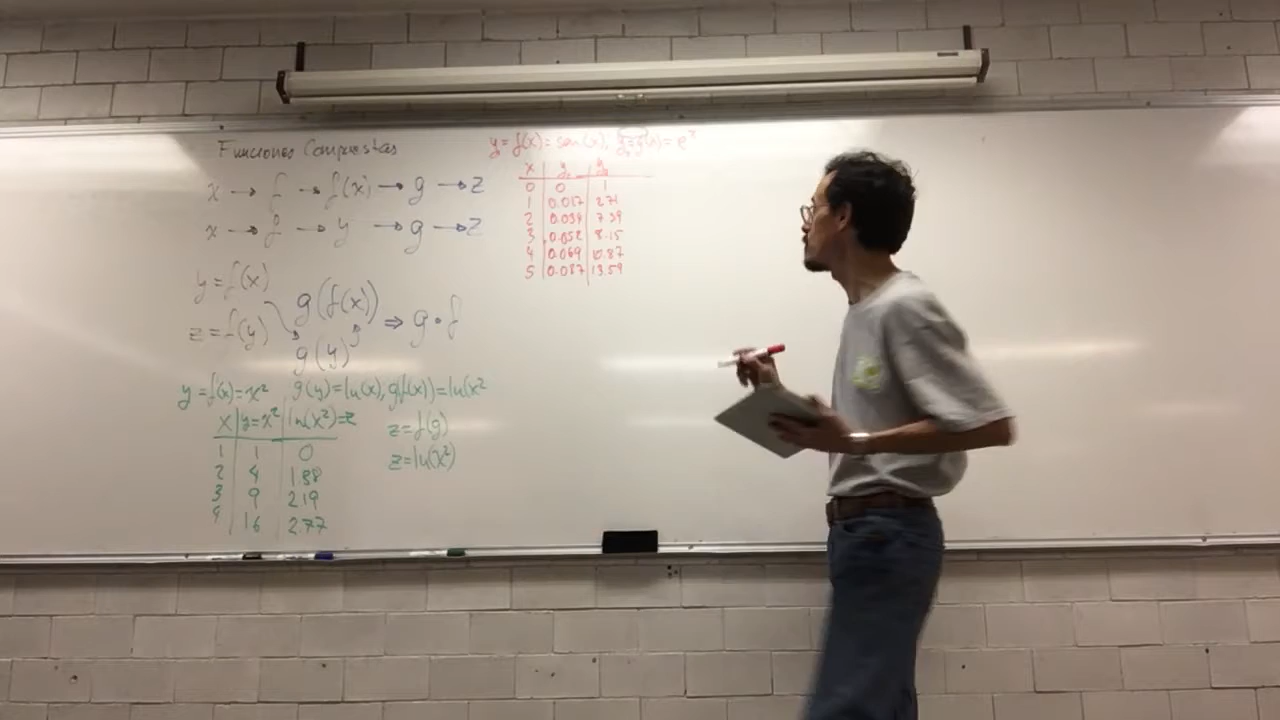 Funciones Compuestas
x → f → f(x) → g → z
x → f → y → g → z
y = f(x)
z = f(y)
g(f(x))
g(y)
⇒ g∘f
y = f(x) = x² g(y) = ln(x), g(f(x)) = ln(x²
x y=x² ln(x²)=z
1 1 0
2 4 1.38
3 9 2.19
4 16 2.77
z = f(g)
z = ln(x²)
y = f(x) = sen(x), = e^x
x
0 0 1
1 0.017 2.71
2 0.034 7.39
3 0.052 8.15
4 0.069 10.87
5 0.087 13.59